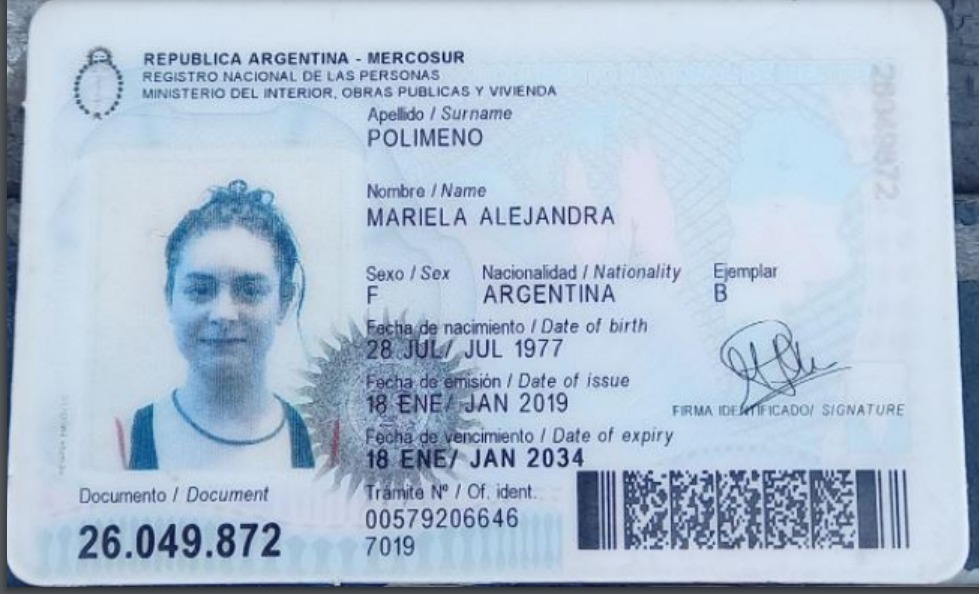 REPUBLICA ARGENTINA - MERCOSUR
REGISTRO NACIONAL DE LAS PERSONAS
MINISTERIO DEL INTERIOR, OBRAS PUBLICAS Y VIVIENDA
Apellido / Surname
POLIMENO
Nombre / Name
MARIELA ALEJANDRA
Sexo / Sex Nacionalidad / Nationality Ejemplar
F ARGENTINA B
Fecha de nacimiento / Date of birth
28 JUL/ JUL 1977
Fecha de emisión / Date of issue
18 ENE/ JAN 2019
FIRMA IDENTIFICADO/ SIGNATURE
Fecha de vencimiento / Date of expiry
18 ENE/ JAN 2034
Documento / Document
26.049.872
Tramite Nº / Of. ident.
00579206646
7019